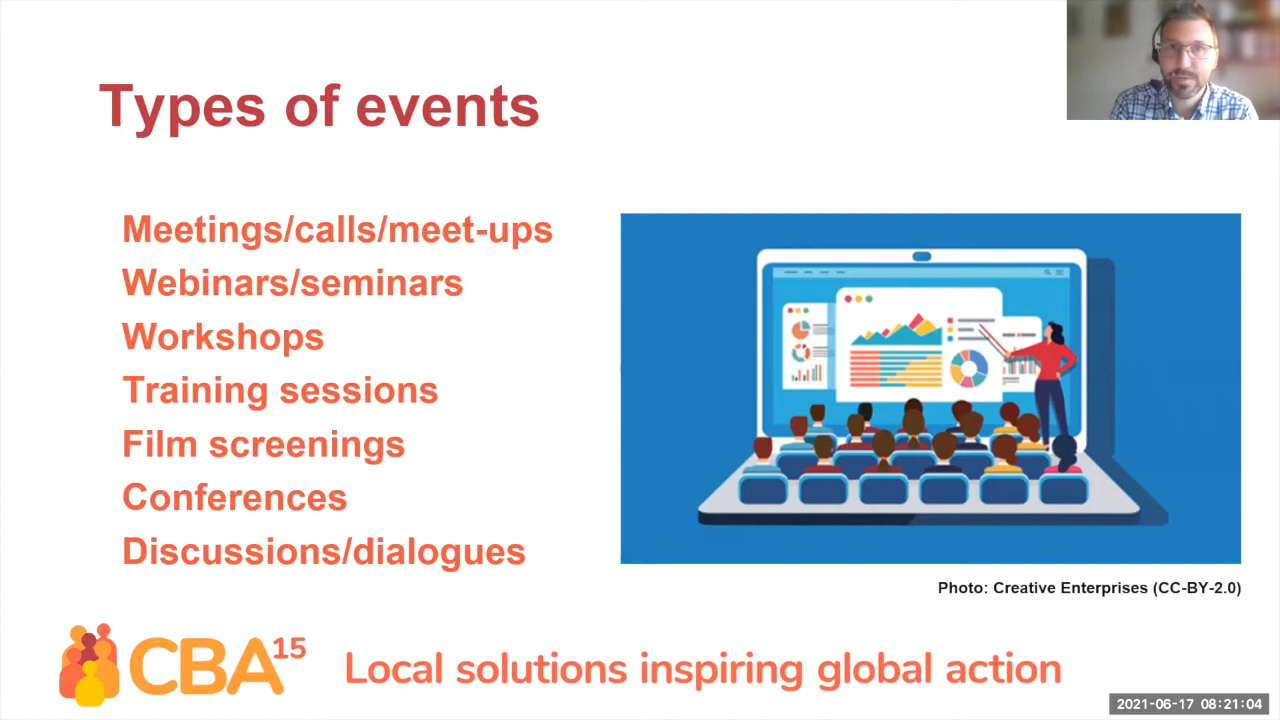 Types of events
Meetings/calls/meet-ups
Webinars/seminars
Workshops
Training sessions
Film screenings
Conferences
Discussions/dialogues
Photo: Creative Enterprises (CC-BY-2.0)
CBA15
Local solutions inspiring global action
2021-06-17 08:21:04